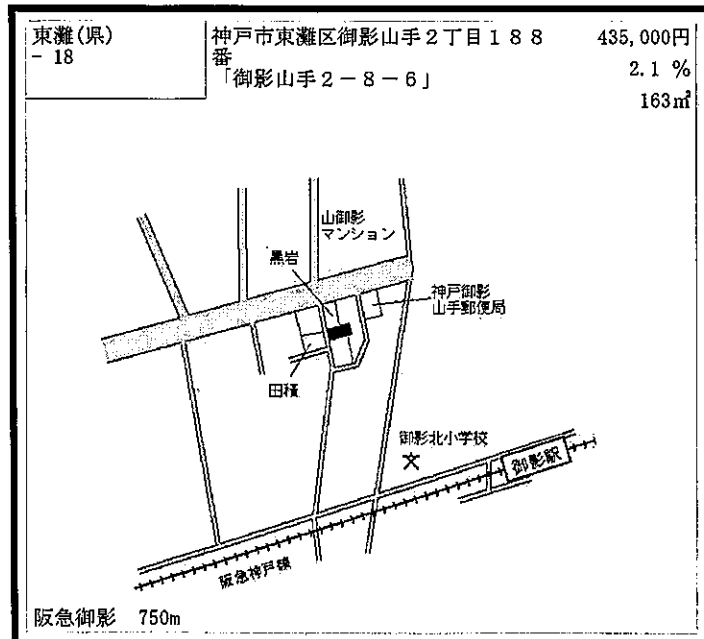 東灘(県)
- 18
神戸市東灘区御影山手２丁目１８８
番
「御影山手２－８－６」
435,000円
2.1 %
163㎡
山御影
マンション
黒岩
神戸御影
山手郵便局
田積
御影北小学校
文
御影駅
阪急神戸線
阪急御影 750m